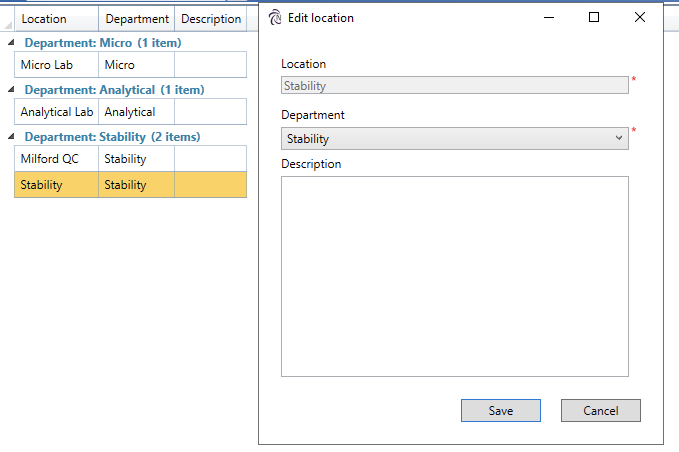 Location Department Description
Department: Micro (1 item)
Micro Lab Micro
Department: Analytical (1 item)
Analytical Lab Analytical
Department: Stability (2 items)
Milford QC Stability
Stability Stability
Edit location
Location
Stability *
Department
Stability *
Description
Save Cancel